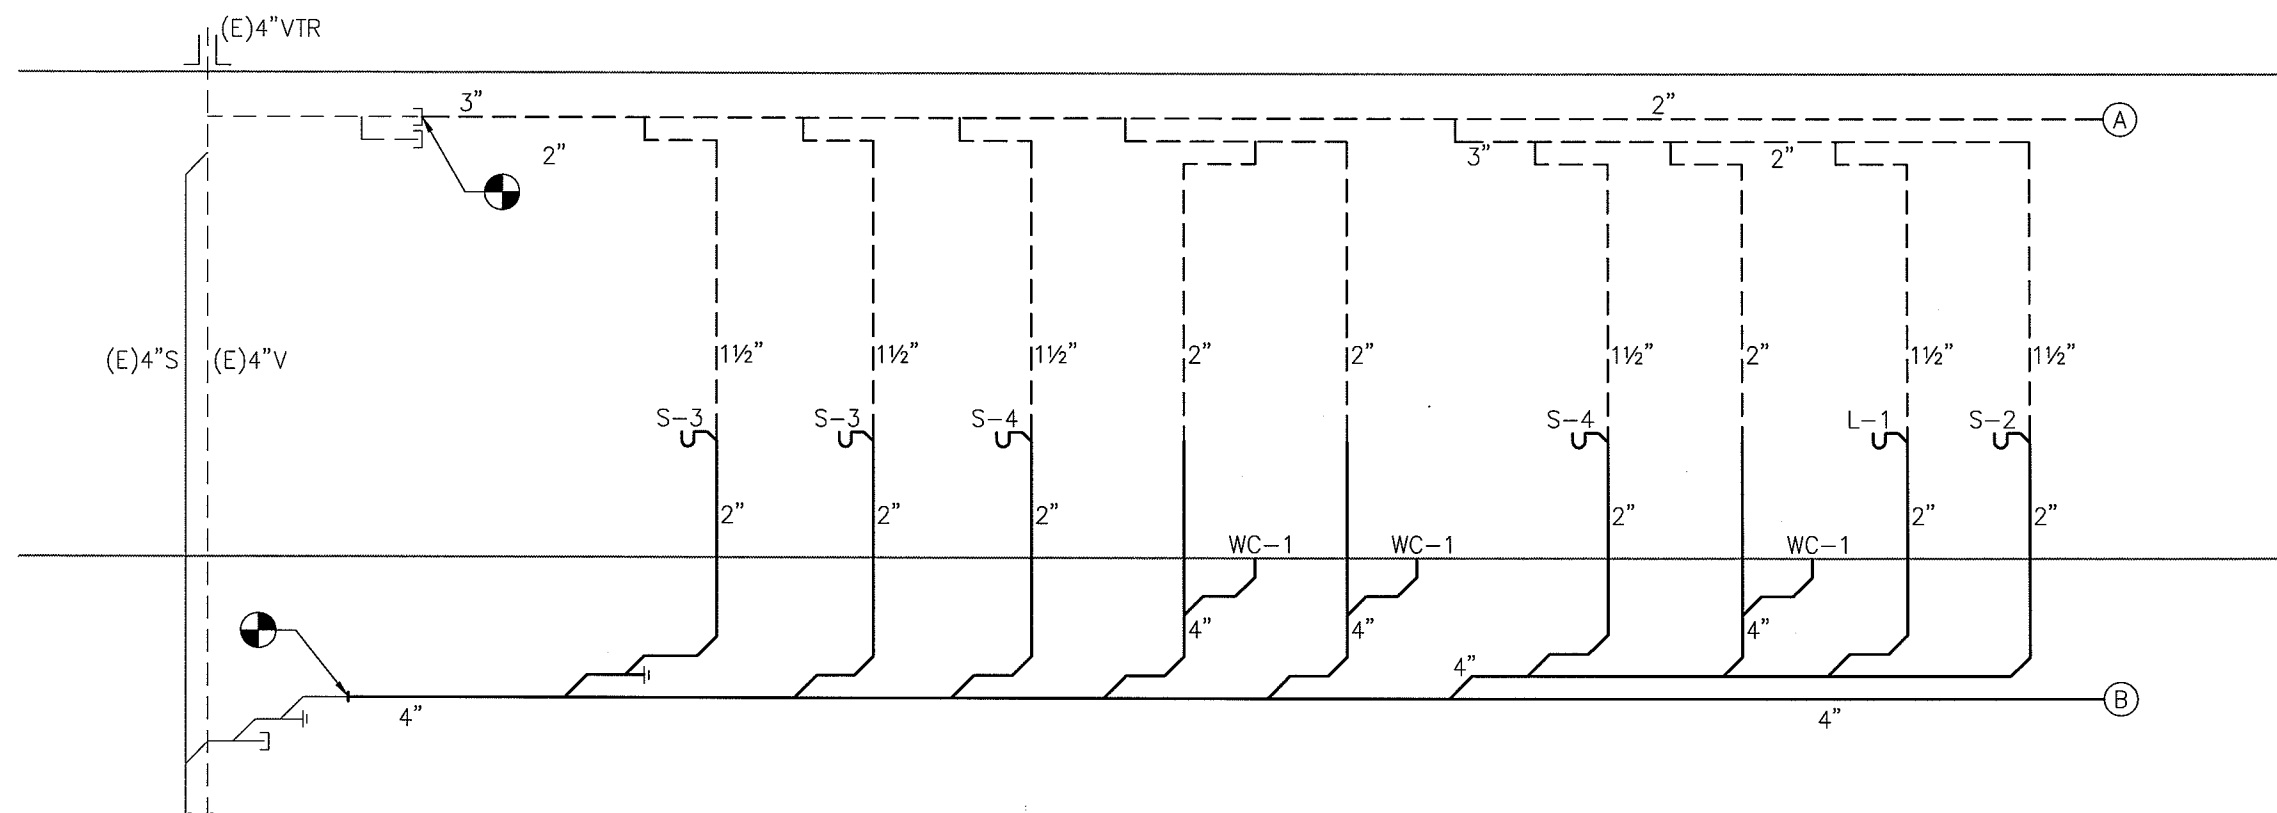 (E)4"VTR
3"
2"
A
2"
3"
2"
(E)4"S
(E)4"V
1½"
1½"
1½"
2"
2"
1½"
2"
1½"
1½"
S-3
S-3
S-4
S-4
L-1
S-2
2"
2"
2"
2"
2"
2"
WC-1
WC-1
WC-1
4"
4"
4"
4"
B
4"
4"